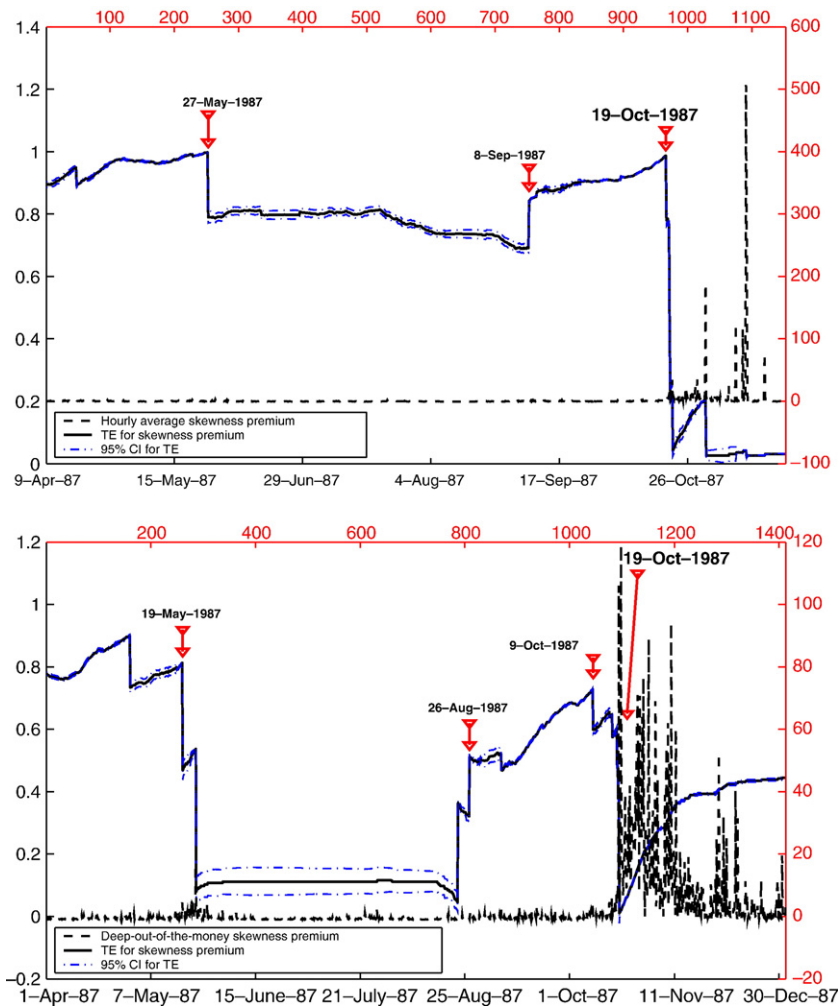 100 200 300 400 500 600 700 800 900 1000 1100
1.4 600
1.2 500
27–May–1987
19–Oct–1987
8–Sep–1987
1 400
0.8 300
0.6 200
0.4 100
0.2 0
Hourly average skewness premium
TE for skewness premium
95% CI for TE
0 –100
9–Apr–87 15–May–87 29–Jun–87 4–Aug–87 17–Sep–87 26–Oct–87
200 400 600 800 1000 1200 1400
1.2 120
19–Oct–1987
1 100
19–May–1987
9–Oct–1987
0.8 80
26–Aug–1987
0.6 60
0.4 40
0.2 20
0 0
Deep–out–of–the–money skewness premium
TE for skewness premium
95% CI for TE
–0.2 –20
1–Apr–87 7–May–87 15–June–87 21–July–87 25–Aug–87 1–Oct–87 11–Nov–87 30–Dec–87